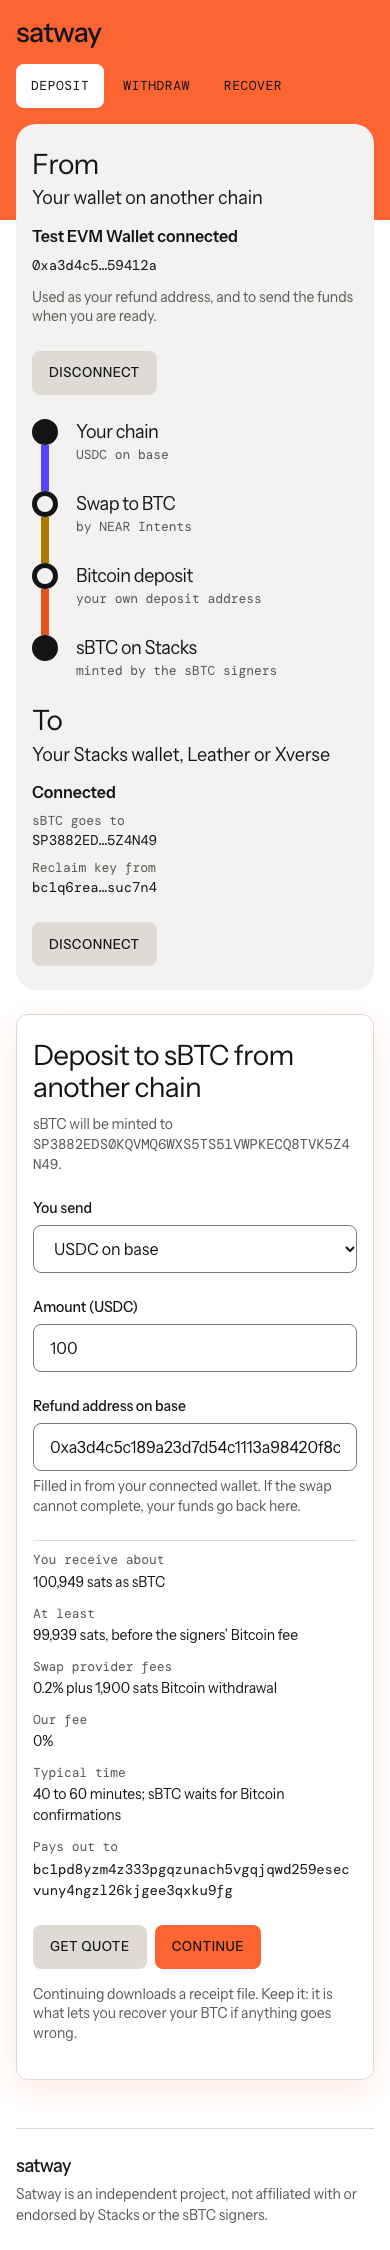 satway
DEPOSIT WITHDRAW RECOVER
From
Your wallet on another chain
Test EVM Wallet connected
0xa3d4c5…59412a
Used as your refund address, and to send the funds
when you are ready.
DISCONNECT
Your chain
USDC on base
Swap to BTC
by NEAR Intents
Bitcoin deposit
your own deposit address
sBTC on Stacks
minted by the sBTC signers
To
Your Stacks wallet, Leather or Xverse
Connected
sBTC goes to
SP3882ED…5Z4N49
Reclaim key from
bc1q6rea…suc7n4
DISCONNECT
Deposit to sBTC from
another chain
sBTC will be minted to
SP3882EDS0KQVMQ6WXS5TS51VWPKECQ8TVK5Z4
N49.
You send
USDC on base
Amount (USDC)
100
Refund address on base
0xa3d4c5c189a23d7d54c1113a98420f8c
Filled in from your connected wallet. If the swap
cannot complete, your funds go back here.
You receive about
100,949 sats as sBTC
At least
99,939 sats, before the signers’ Bitcoin fee
Swap provider fees
0.2% plus 1,900 sats Bitcoin withdrawal
Our fee
0%
Typical time
40 to 60 minutes; sBTC waits for Bitcoin
confirmations
Pays out to
bc1pd8yzm4z333pgqzunach5vgqjqwd259esec
vuny4ngzl26kjgee3qxku9fg
GET QUOTE CONTINUE
Continuing downloads a receipt file. Keep it: it is
what lets you recover your BTC if anything goes
wrong.
satway
Satway is an independent project, not affiliated with or
endorsed by Stacks or the sBTC signers.